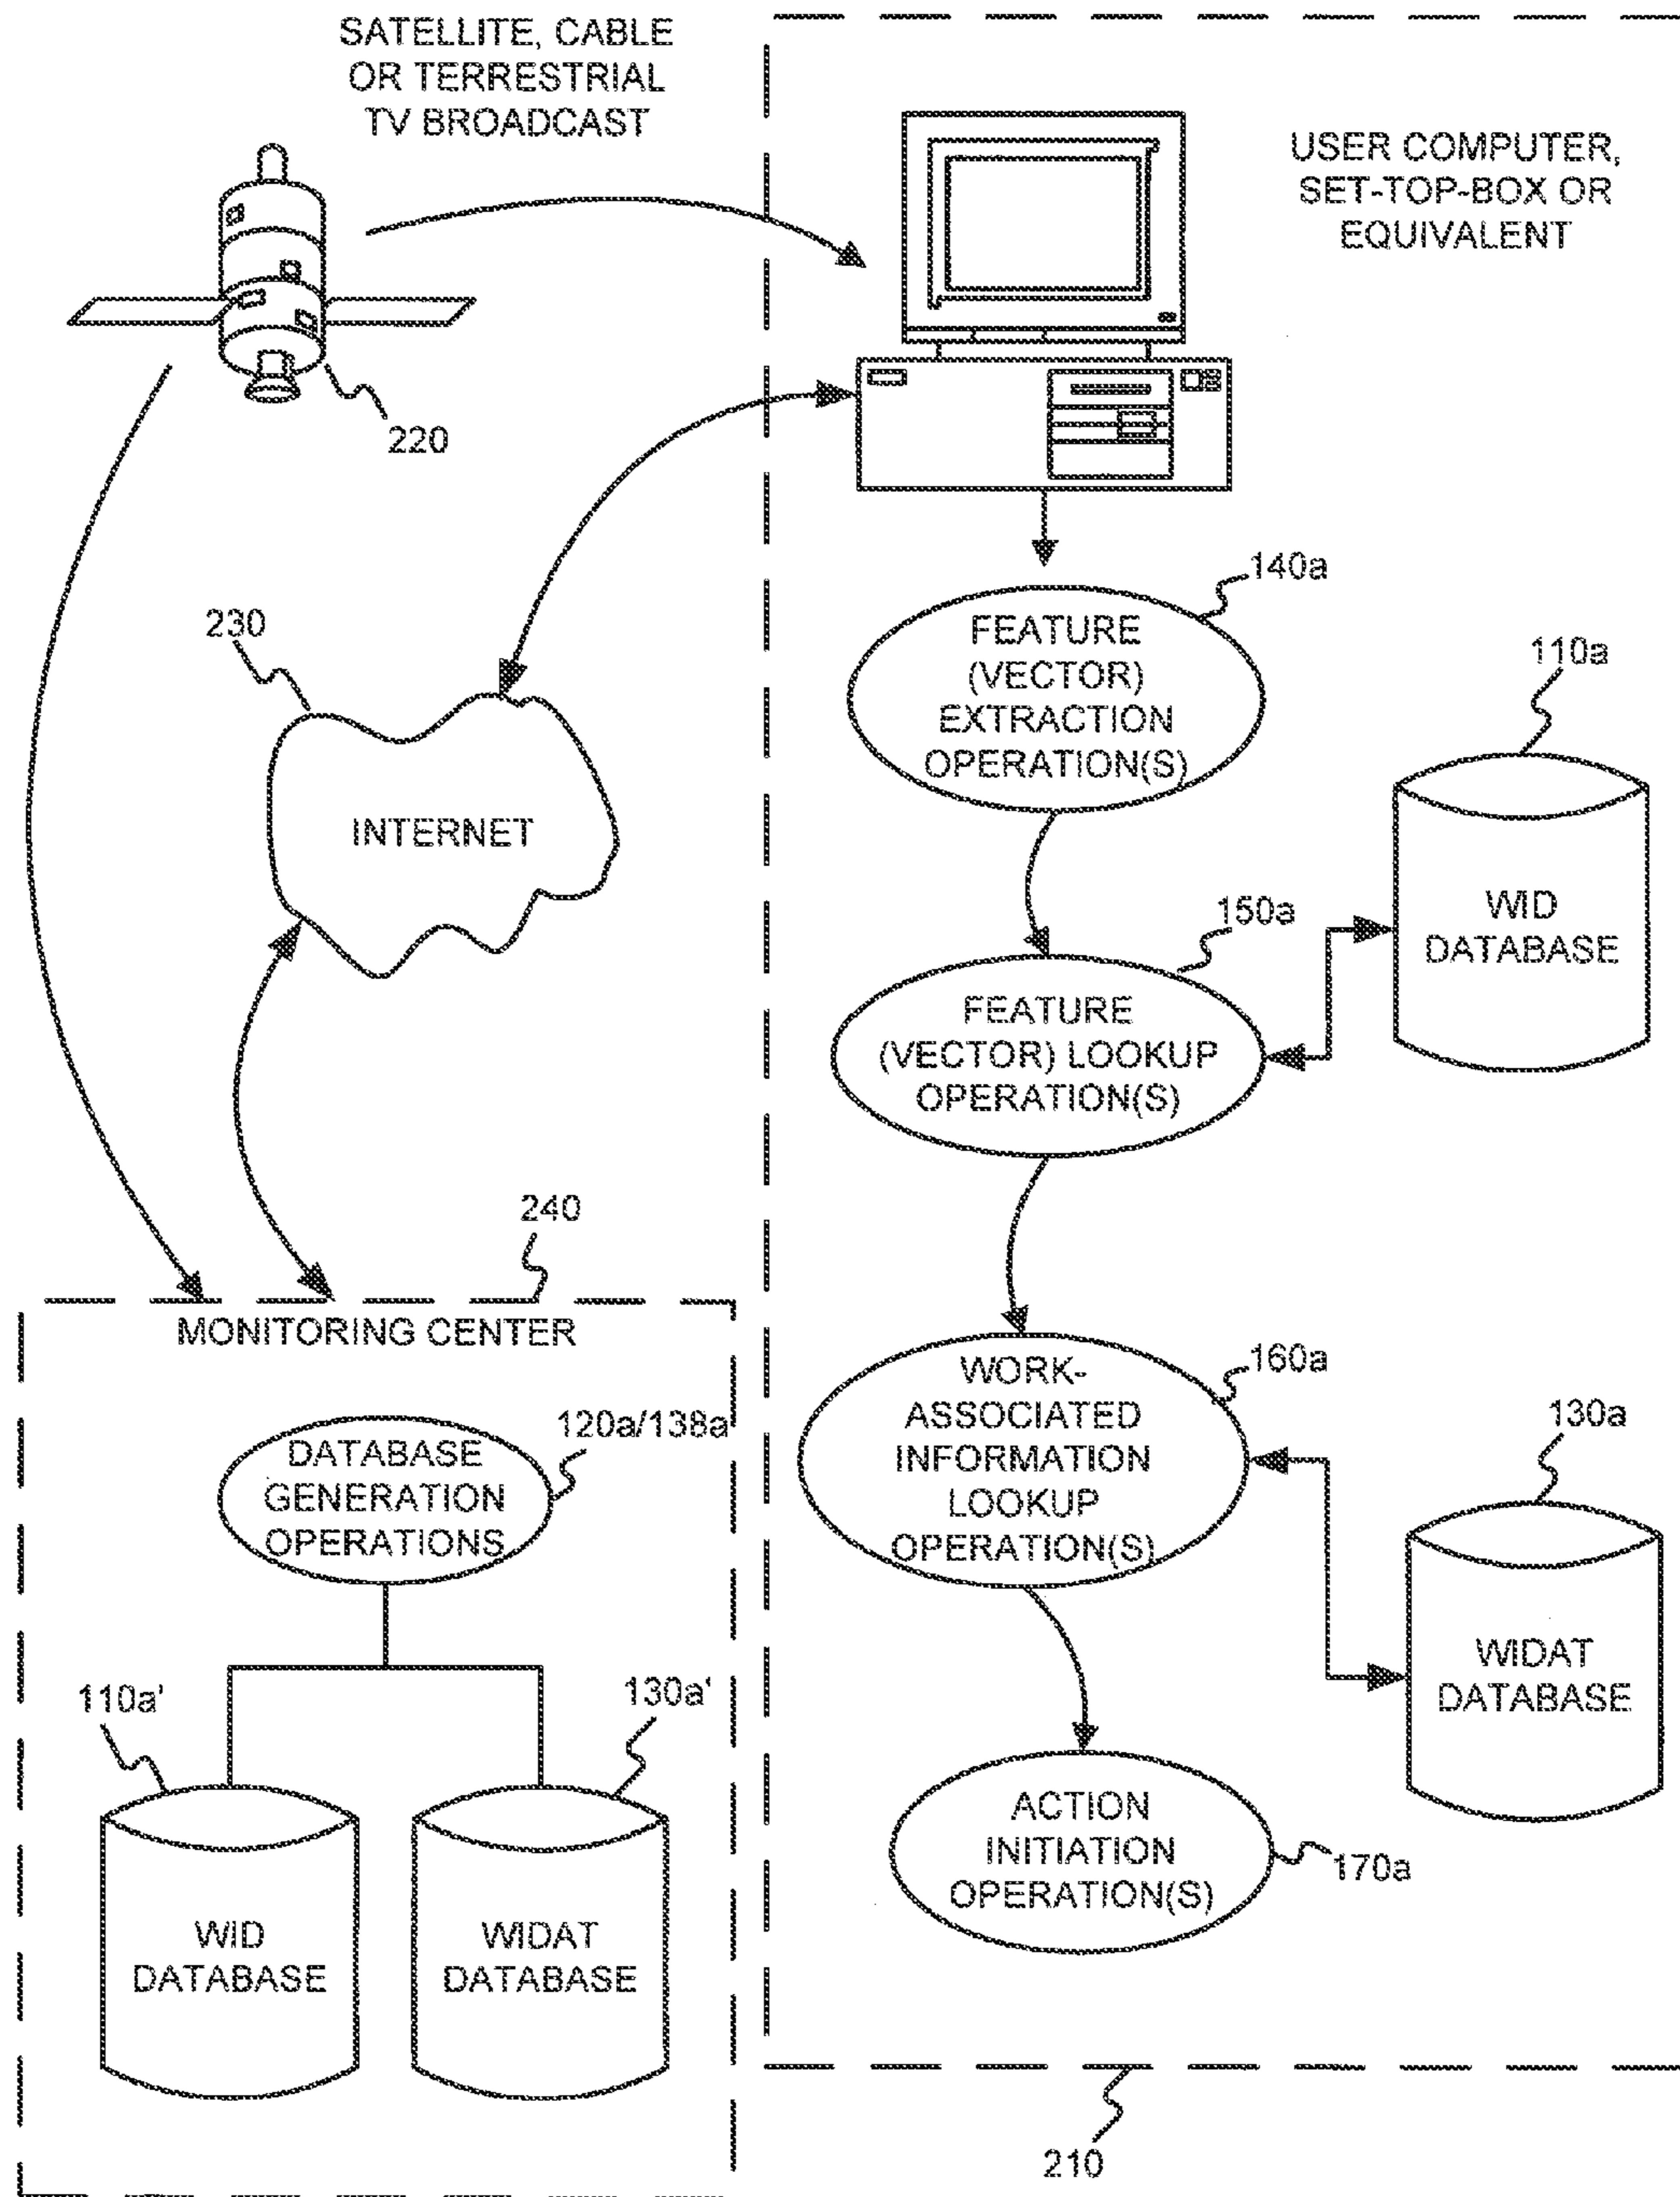 SATELLITE, CABLE
OR TERRESTRIAL
TV BROADCAST
USER COMPUTER,
SET-TOP-BOX OR
EQUIVALENT
220
140a
FEATURE
(VECTOR)
EXTRACTION
OPERATION(S)
230
INTERNET
110a
WID
DATABASE
150a
FEATURE
(VECTOR) LOOKUP
OPERATION(S)
240
MONITORING CENTER
120a/138a
DATABASE
GENERATION
OPERATIONS
160a
WORK-
ASSOCIATED
INFORMATION
LOOKUP
OPERATION(S)
130a
WIDAT
DATABASE
110a'
130a'
WID
DATABASE
WIDAT
DATABASE
ACTION
INITIATION
OPERATION(S)
170a
210